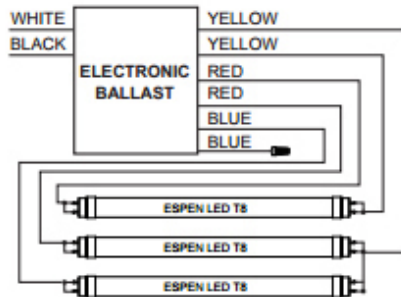 WHITE
BLACK
ELECTRONIC
BALLAST
YELLOW
YELLOW
RED
RED
BLUE
BLUE
ESPEN LED T8
ESPEN LED T8
ESPEN LED T8